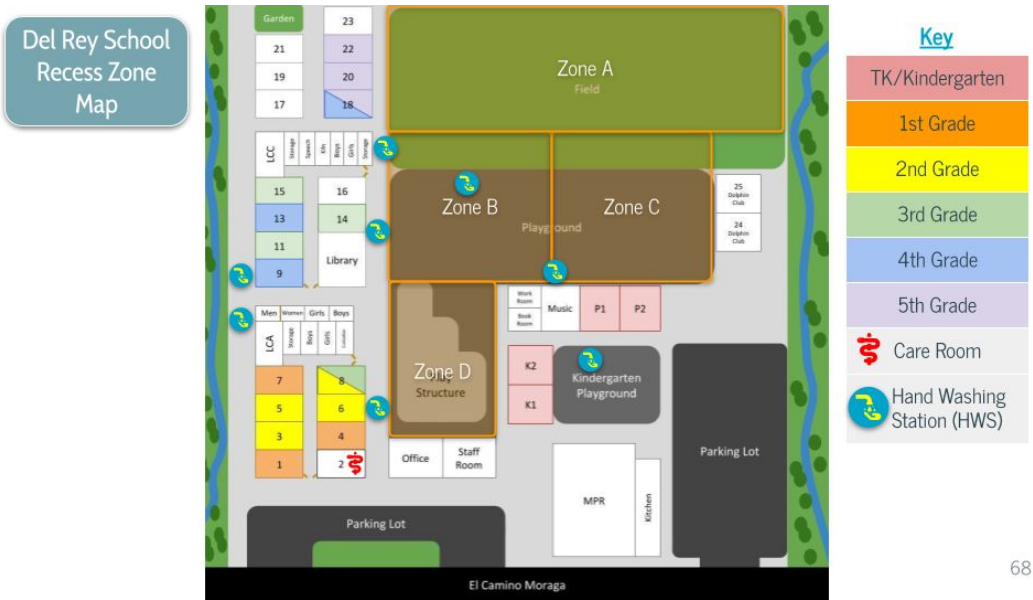 Del Rey School
Recess Zone
Map
Garden
23
21
22
19
20
17
18
Zone A
Field
LCC
Storage
Speech
Kiln
Boys
Girls
Storage
15
16
13
14
11
9
Library
Zone B
Zone C
Playground
25
Dolphin
Club
24
Dolphin
Club
Men
Women
Girls
Boys
LCA
Storage
Boys
Girls
Custodian
7
8
5
6
3
4
1
2
Zone D
Play
Structure
Office
Staff
Room
Work
Room
Book
Room
Music
P1
P2
K2
K1
Kindergarten
Playground
MPR
Kitchen
Parking Lot
Parking Lot
El Camino Moraga
Key
TK/Kindergarten
1st Grade
2nd Grade
3rd Grade
4th Grade
5th Grade
Care Room
Hand Washing
Station (HWS)
68